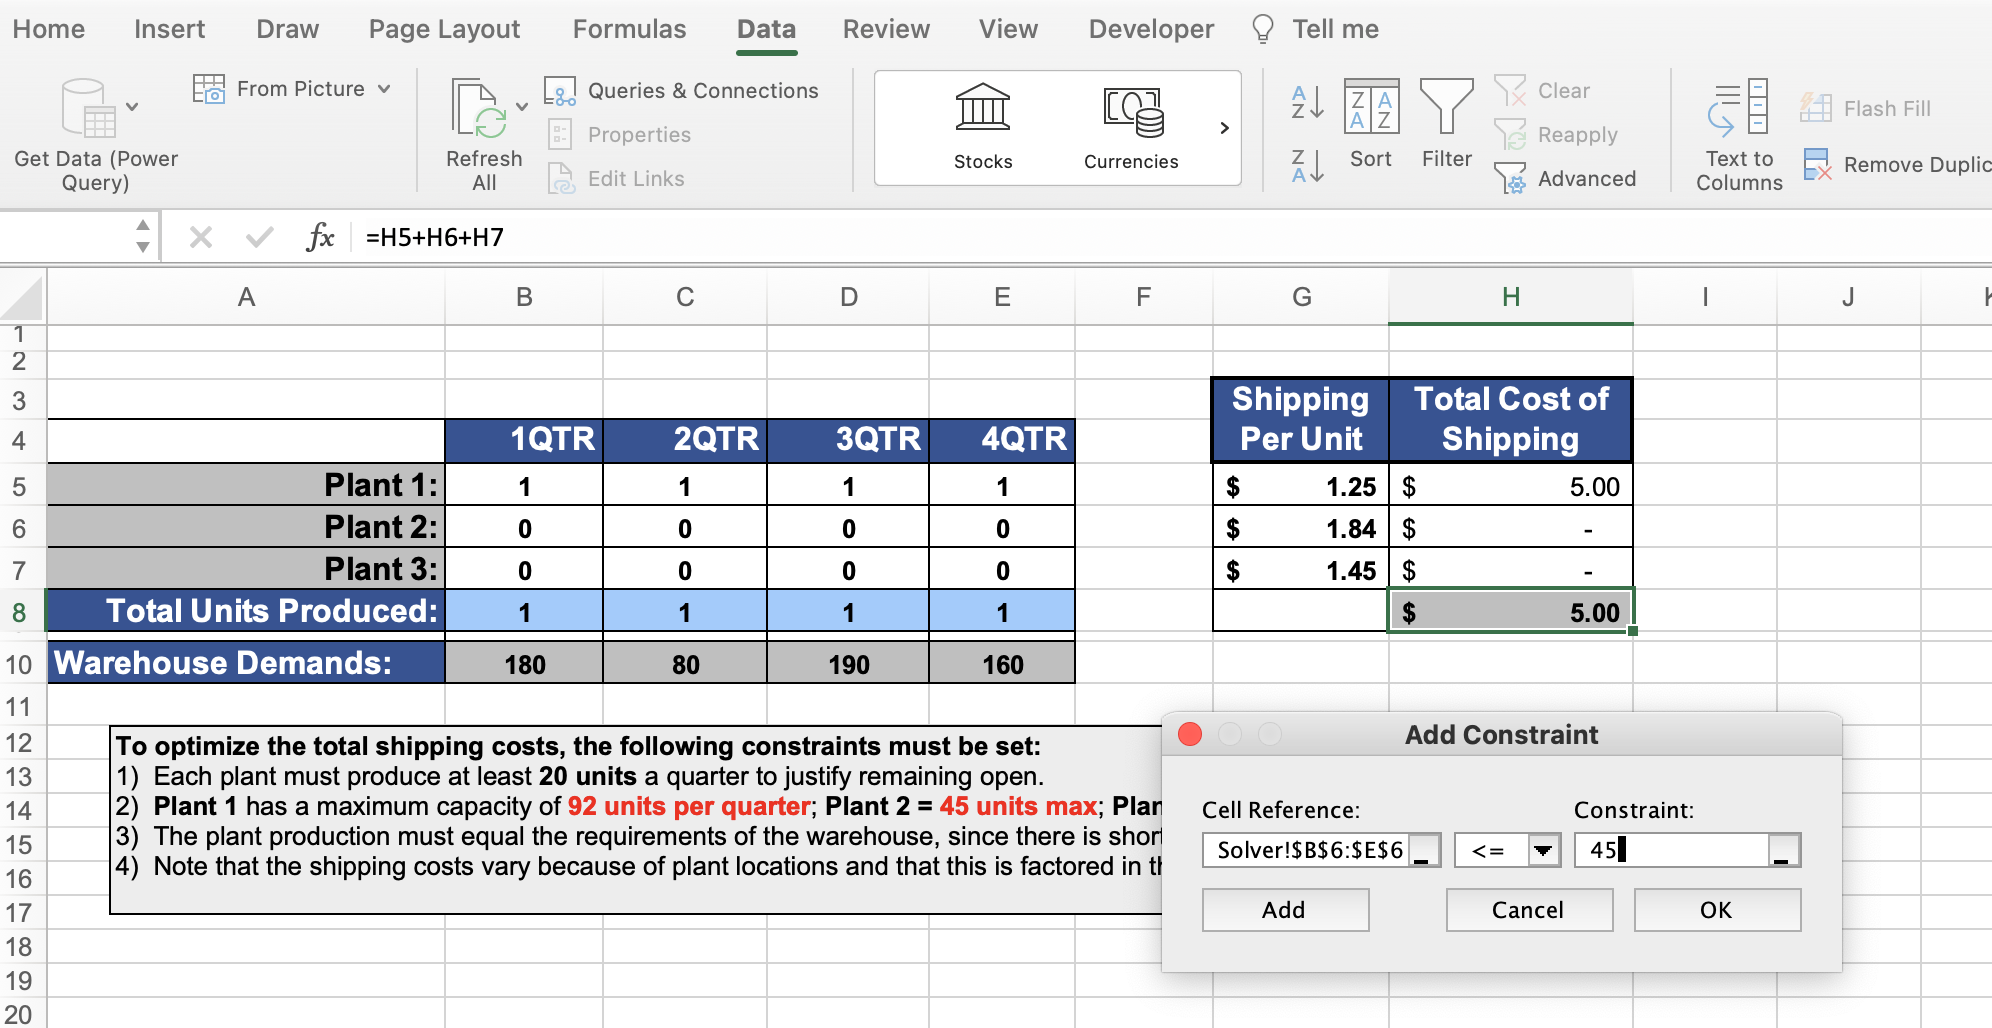 Home Insert Draw Page Layout Formulas Data Review View Developer Tell me
Get Data (Power Query)
From Picture
Refresh All
Queries & Connections
Properties
Edit Links
Stocks
Currencies
A Z
Z A
Z A A Z
Sort
Filter
Clear
Reapply
Advanced
Text to Columns
Flash Fill
Remove Duplic
fx =H5+H6+H7
A B C D E F G H I J
1
2
3 Shipping Total Cost of
4 1QTR 2QTR 3QTR 4QTR Per Unit Shipping
5 Plant 1: 1 1 1 1 $ 1.25 $ 5.00
6 Plant 2: 0 0 0 0 $ 1.84 $ -
7 Plant 3: 0 0 0 0 $ 1.45 $ -
8 Total Units Produced: 1 1 1 1 $ 5.00
10 Warehouse Demands: 180 80 190 160
11
12 To optimize the total shipping costs, the following constraints must be set:
13 1) Each plant must produce at least 20 units a quarter to justify remaining open.
14 2) Plant 1 has a maximum capacity of 92 units per quarter; Plant 2 = 45 units max; Plan
15 3) The plant production must equal the requirements of the warehouse, since there is short
16 4) Note that the shipping costs vary because of plant locations and that this is factored in th
17
18
19
20
Add Constraint
Cell Reference: Constraint:
Solver!$B$6:$E$6 <= 45
Add Cancel OK